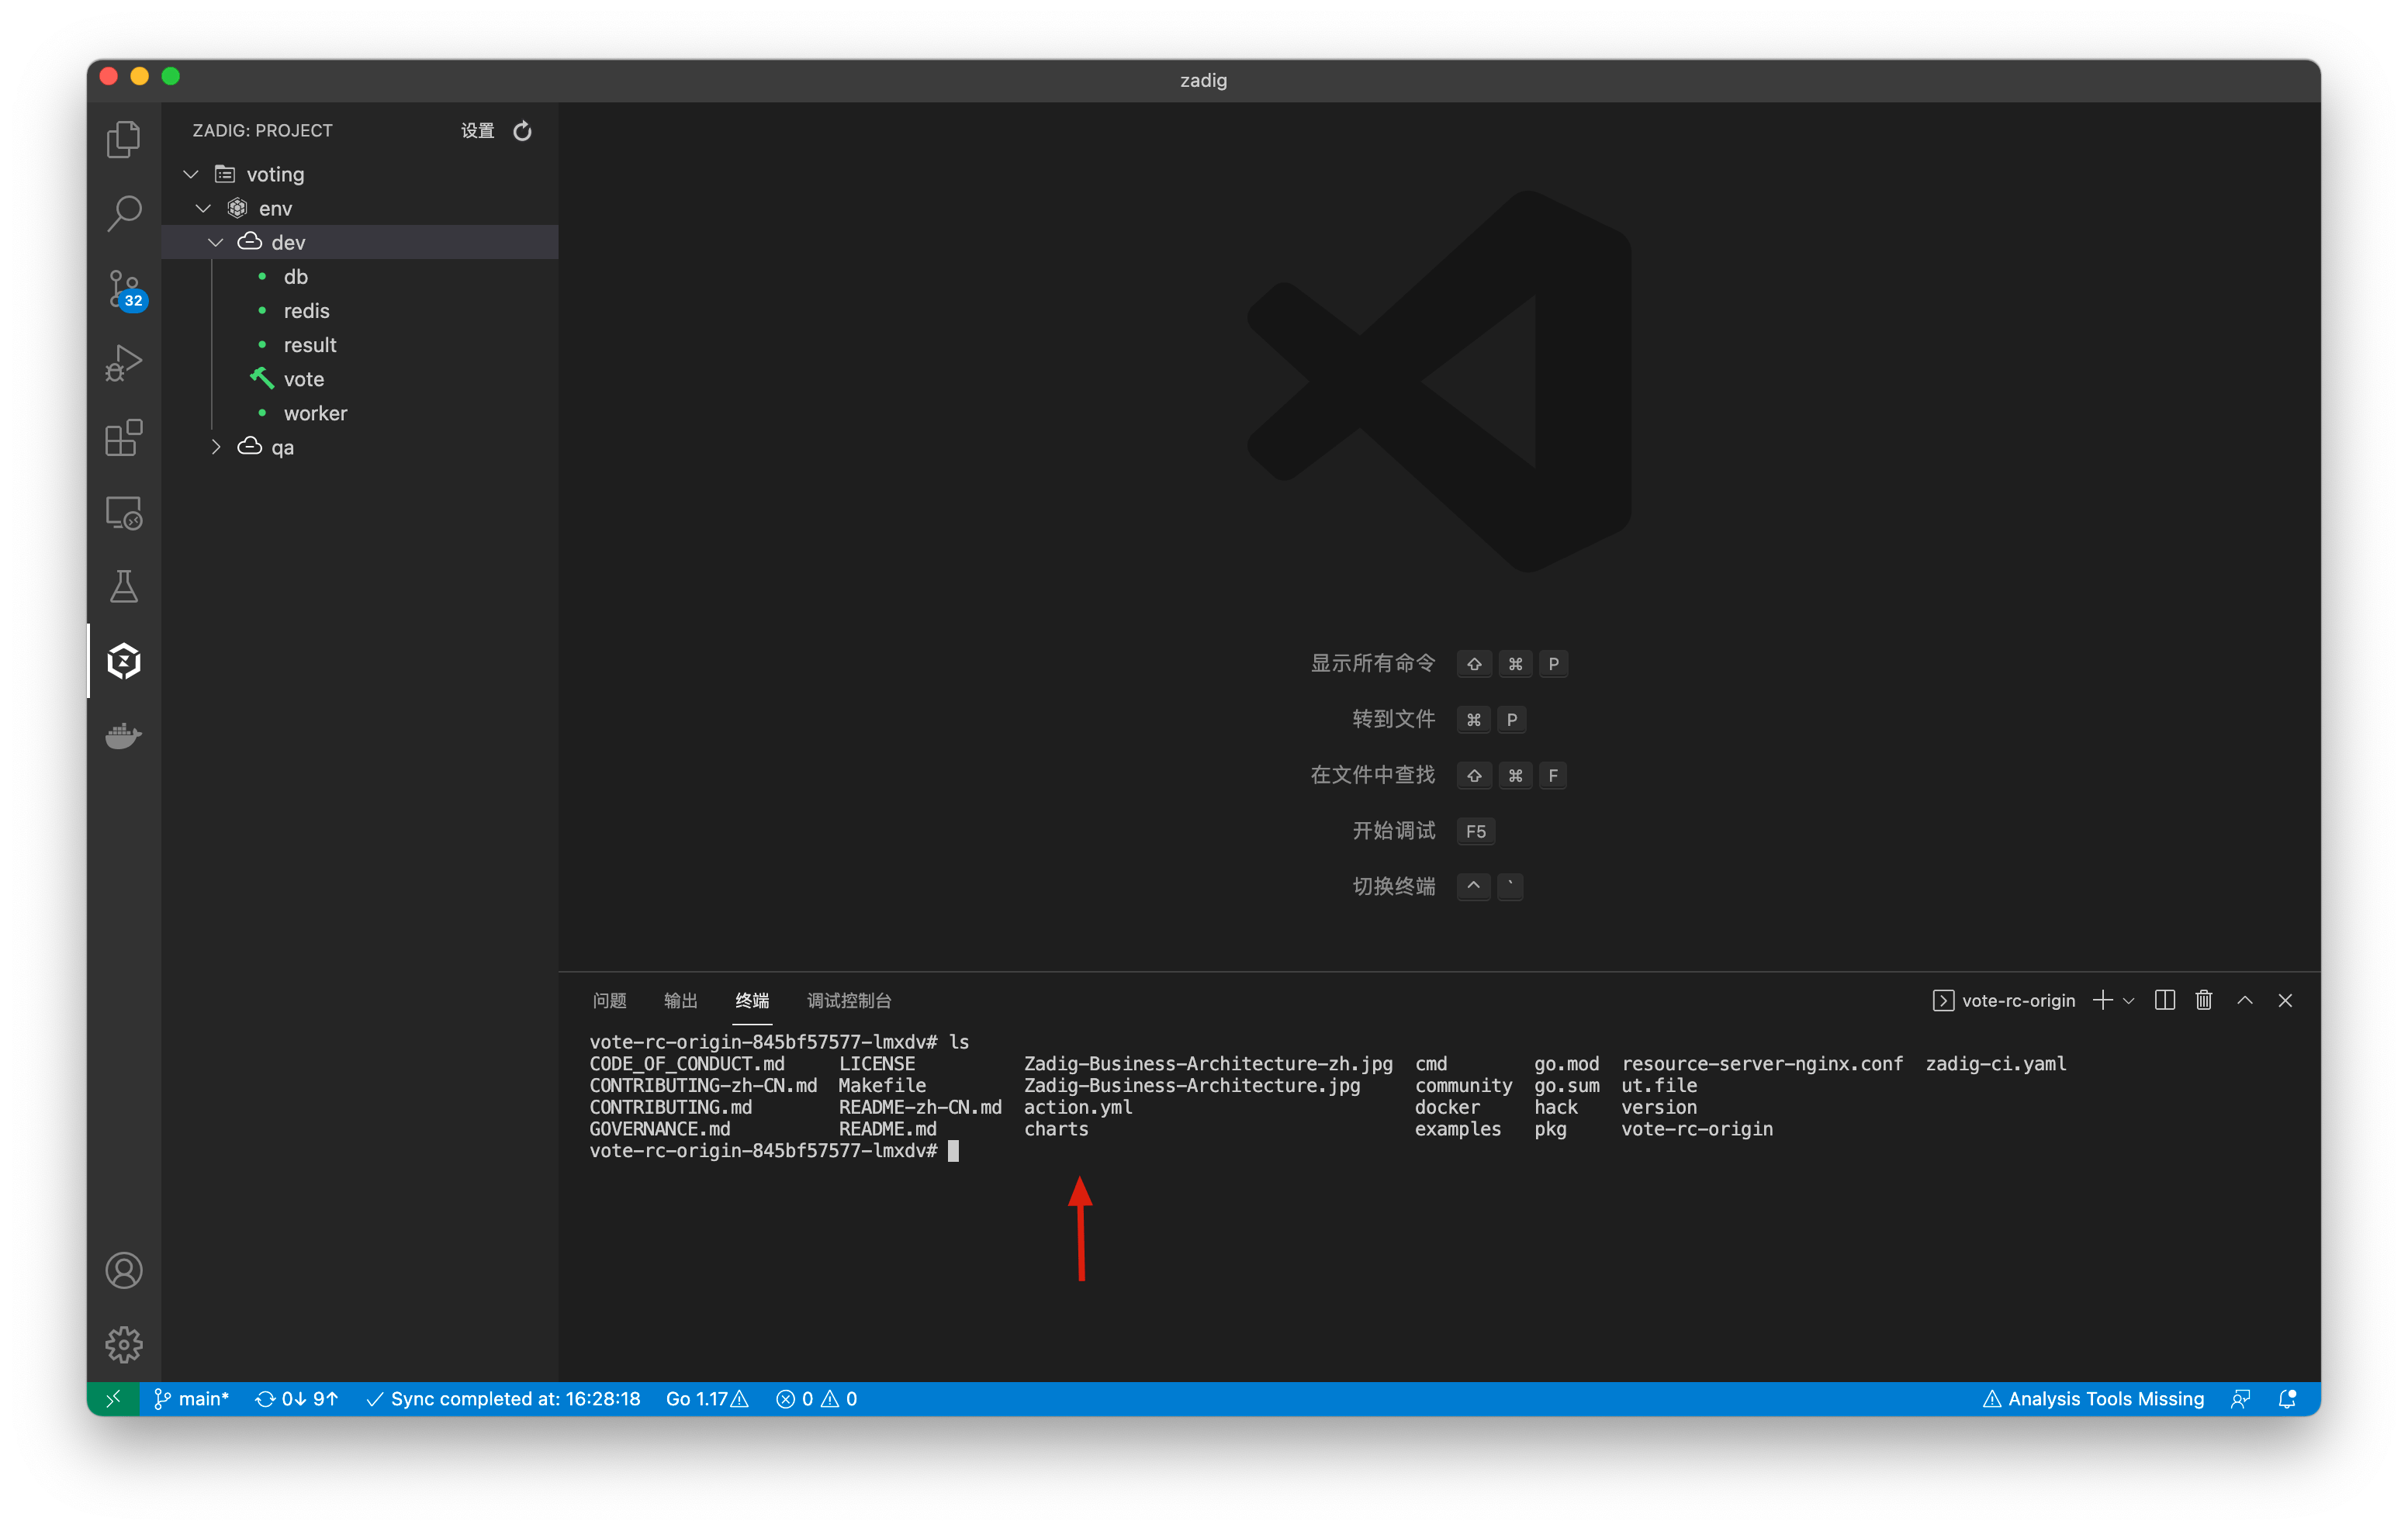 zadig
ZADIG: PROJECT 设置
voting
env
dev
db
redis
result
vote
worker
qa
32
显示所有命令 ⇧ ⌘ P
转到文件 ⌘ P
在文件中查找 ⇧ ⌘ F
开始调试 F5
切换终端 ^ `
问题 输出 终端 调试控制台 vote-rc-origin
vote-rc-origin-845bf57577-lmxdv# ls
CODE_OF_CONDUCT.md LICENSE Zadig-Business-Architecture-zh.jpg cmd go.mod resource-server-nginx.conf zadig-ci.yaml
CONTRIBUTING-zh-CN.md Makefile Zadig-Business-Architecture.jpg community go.sum ut.file
CONTRIBUTING.md README-zh-CN.md action.yml docker hack version
GOVERNANCE.md README.md charts examples pkg vote-rc-origin
vote-rc-origin-845bf57577-lmxdv#
main* 0↓ 9↑ Sync completed at: 16:28:18 Go 1.17 0 0 Analysis Tools Missing